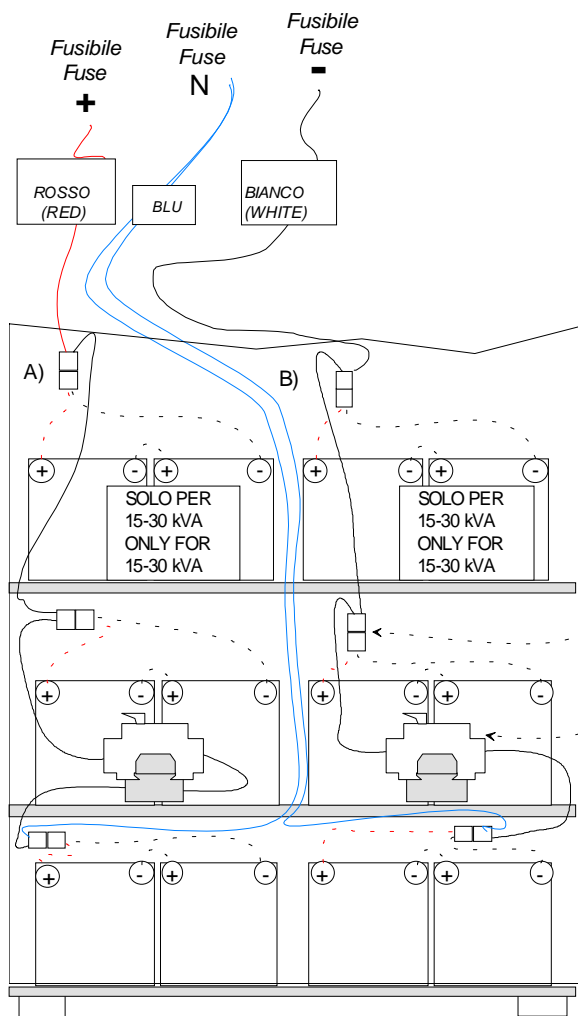 Fusibile
Fuse
+
Fusibile
Fuse
N
Fusibile
Fuse
-
ROSSO
(RED)
BLU
BIANCO
(WHITE)
A)
B)
+ - + -
+ - + -
SOLO PER
15-30 kVA
ONLY FOR
15-30 kVA
SOLO PER
15-30 kVA
ONLY FOR
15-30 kVA
+ - + -
+ - + -
+ - + -
+ - + -